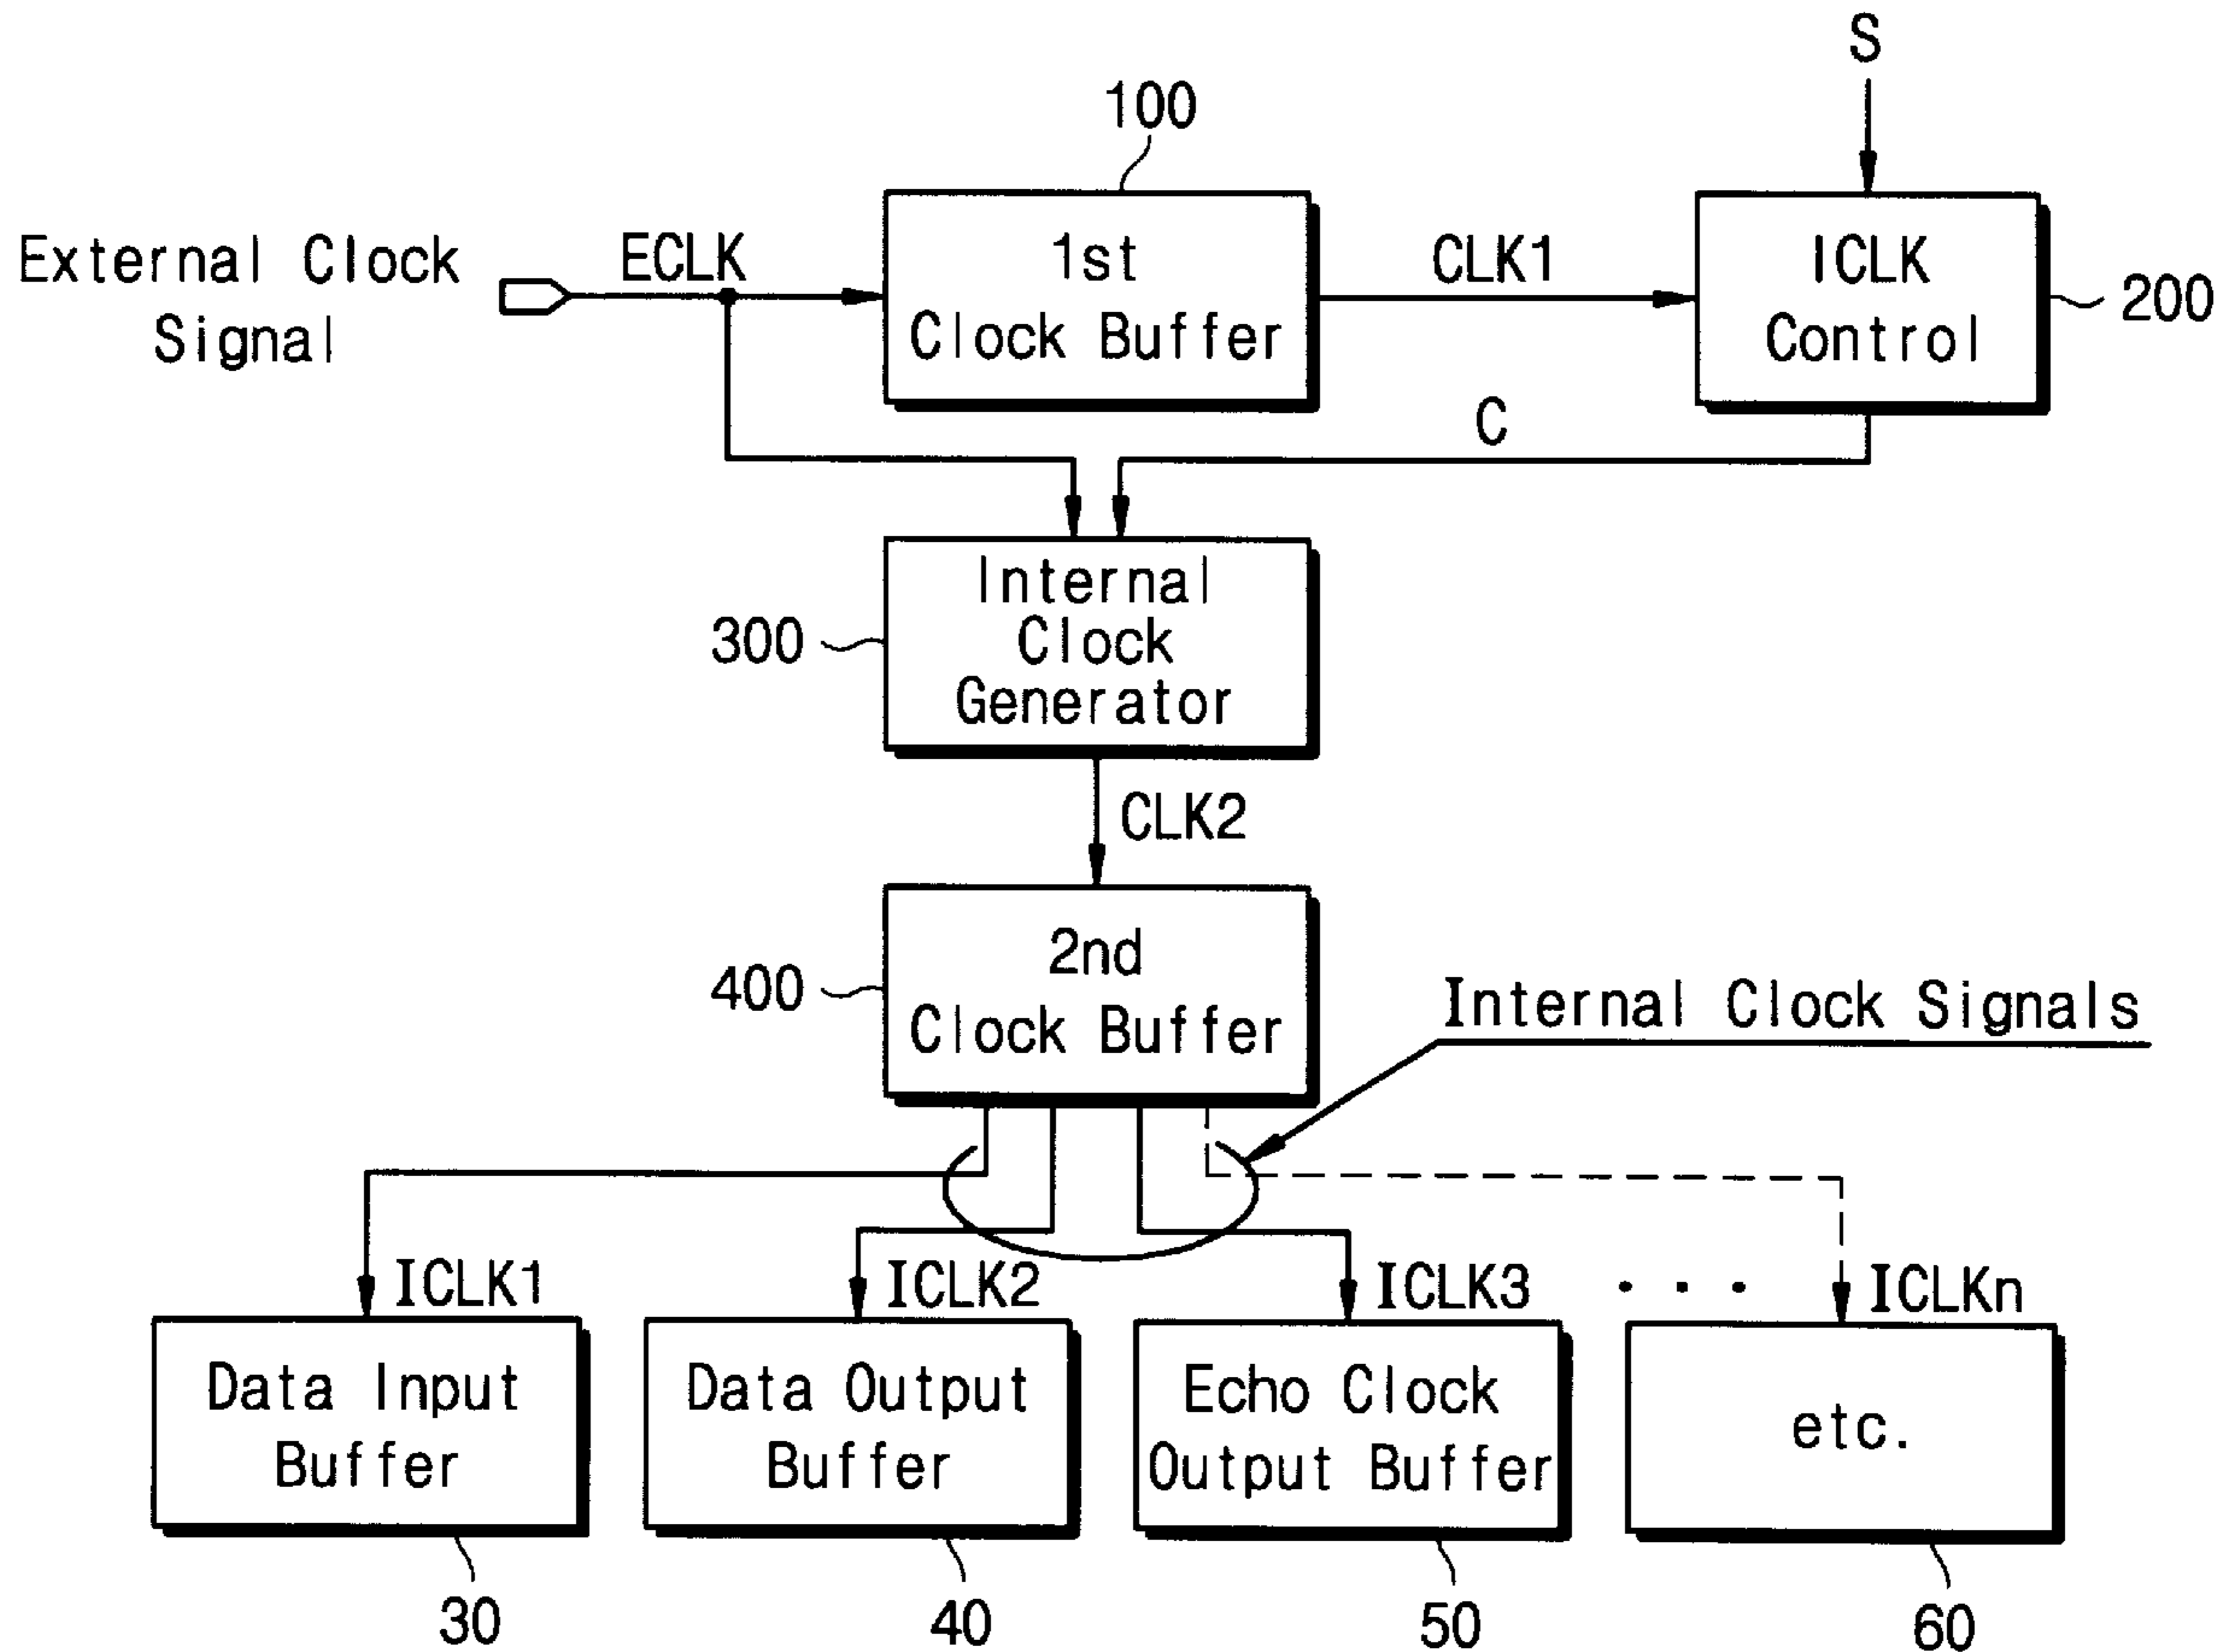 S
100
External Clock
Signal
ECLK
1st
Clock Buffer
CLK1
ICLK
Control
200
C
300
Internal
Clock
Generator
CLK2
400
2nd
Clock Buffer
Internal Clock Signals
ICLK1
ICLK2
ICLK3
. . .
ICLKn
Data Input
Buffer
Data Output
Buffer
Echo Clock
Output Buffer
etc.
30
40
50
60